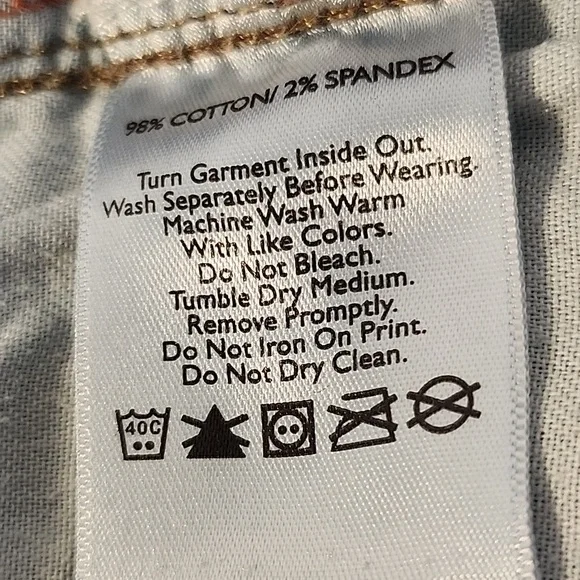 98% COTTON/ 2% SPANDEX
Turn Garment Inside Out.
Wash Separately Before Wearing.
Machine Wash Warm
With Like Colors.
Do Not Bleach.
Tumble Dry Medium.
Remove Promptly.
Do Not Iron On Print.
Do Not Dry Clean.
40C